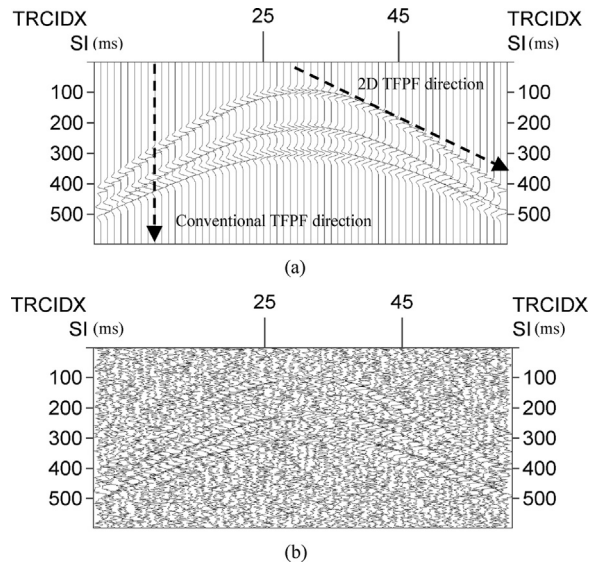 25 45
TRCIDX TRCIDX
SI (ms) SI (ms)
2D TFPF direction
100 100
200 200
300 300
400 400
500 500
Conventional TFPF direction
(a)
25 45
TRCIDX TRCIDX
SI (ms) SI (ms)
100 100
200 200
300 300
400 400
500 500
(b)